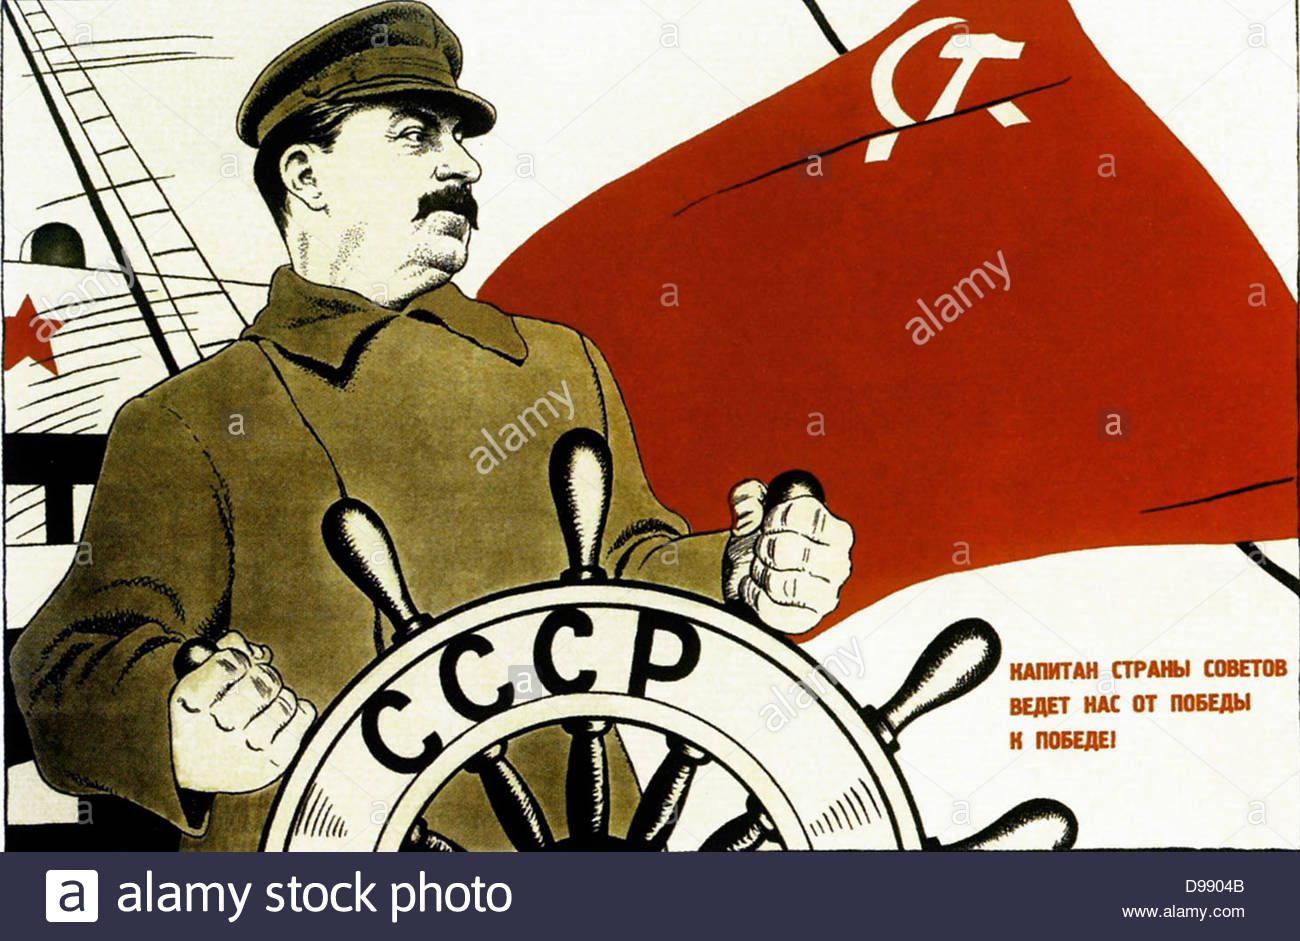 СССР
КАПИТАН СТРАНЫ СОВЕТОВ
ВЕДЕТ НАС ОТ ПОБЕДЫ
К ПОБЕДЕ!
a alamy stock photo
D9904B
www.alamy.com